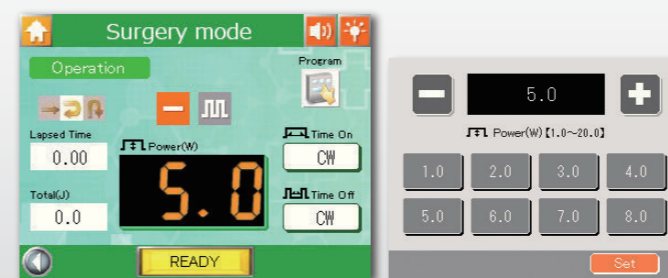 Surgery mode
Operation
Program
Lapsed Time
0.00
Power(W)
5.0
Time On
CW
Total(J)
0.0
Time Off
CW
READY
5.0
Power(W)【1.0~20.0】
1.0 2.0 3.0 4.0
5.0 6.0 7.0 8.0
Set